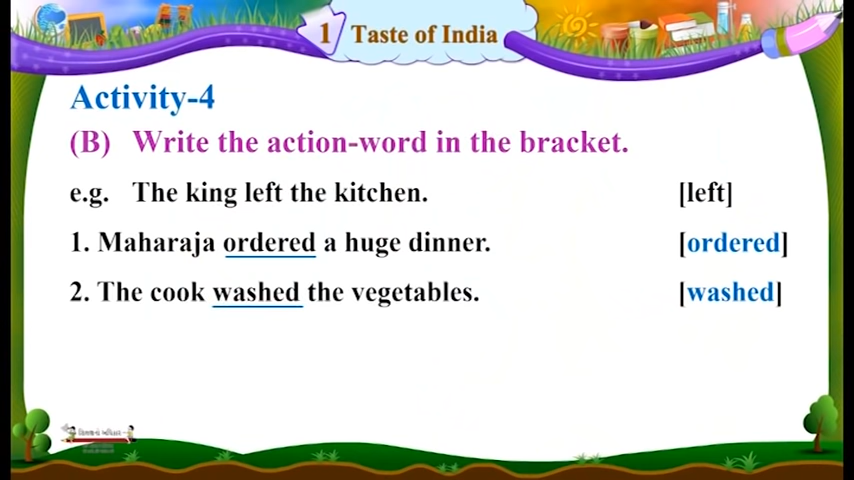 1 Taste of India
Activity-4
(B) Write the action-word in the bracket.
e.g. The king left the kitchen. [left]
1. Maharaja ordered a huge dinner. [ordered]
2. The cook washed the vegetables. [washed]